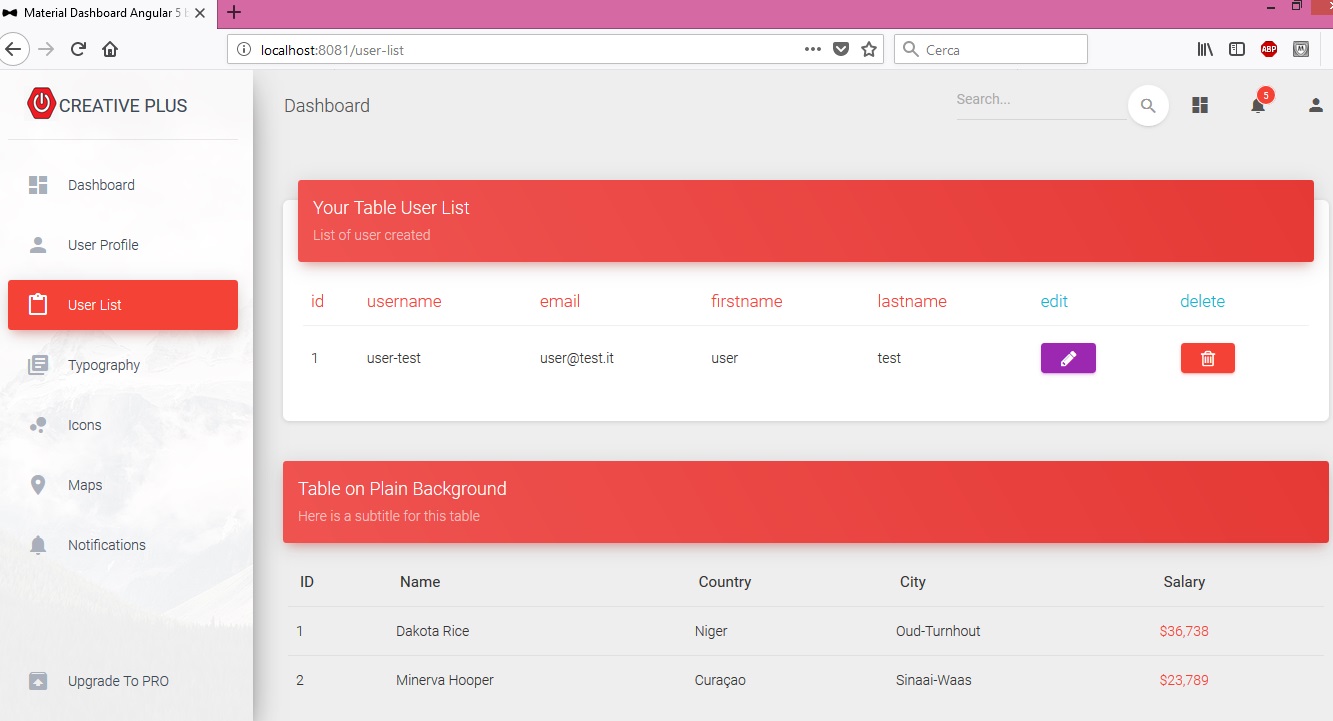 Material Dashboard Angular 5 b
localhost:8081/user-list
Cerca
ABP
CREATIVE PLUS
Dashboard
Search...
5
Dashboard
User Profile
User List
Typography
Icons
Maps
Notifications
Upgrade To PRO
Your Table User List
List of user created
id username email firstname lastname edit delete
1 user-test user@test.it user test
Table on Plain Background
Here is a subtitle for this table
ID Name Country City Salary
1 Dakota Rice Niger Oud-Turnhout $36,738
2 Minerva Hooper Curaçao Sinaai-Waas $23,789